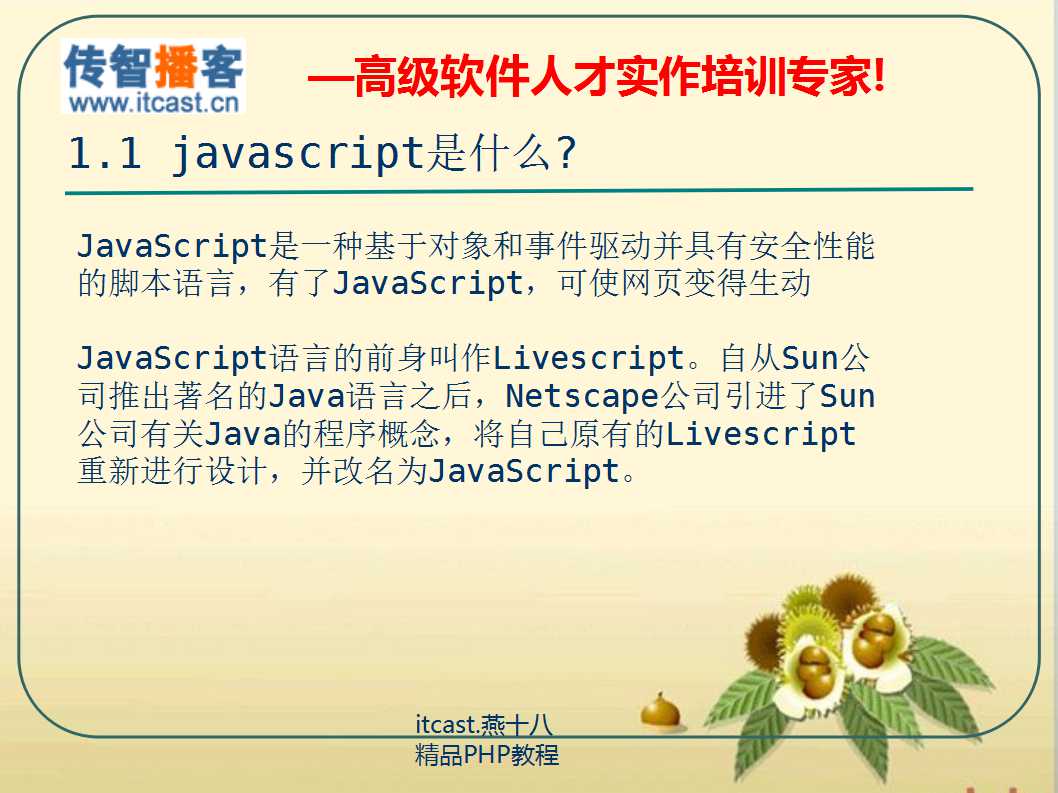 传智播客
www.itcast.cn
—高级软件人才实作培训专家!
1.1 javascript是什么?
JavaScript是一种基于对象和事件驱动并具有安全性能
的脚本语言，有了JavaScript，可使网页变得生动
JavaScript语言的前身叫作Livescript。自从Sun公
司推出著名的Java语言之后，Netscape公司引进了Sun
公司有关Java的程序概念，将自己原有的Livescript
重新进行设计，并改名为JavaScript。
itcast.燕十八
精品PHP教程